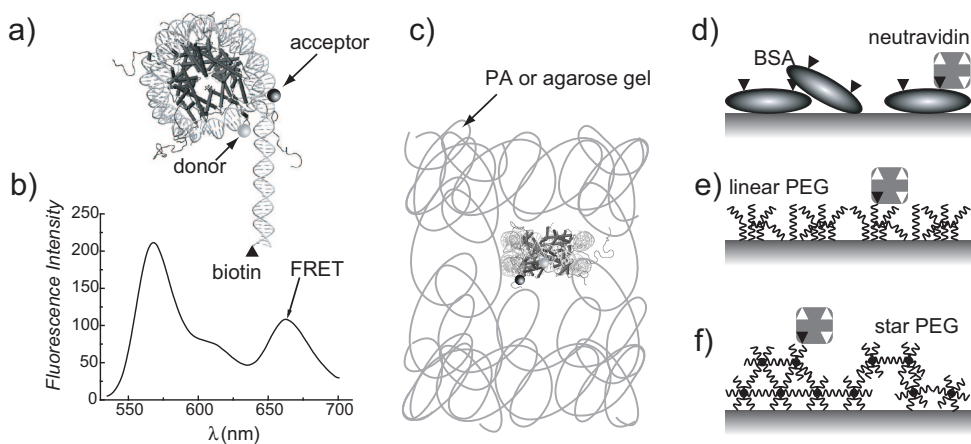 a)
acceptor
donor
biotin
b)
Fluorescence Intensity
250
200
150
100
50
0
550
600
650
700
λ(nm)
FRET
c)
PA or agarose gel
d)
BSA
neutravidin
e)
linear PEG
f)
star PEG